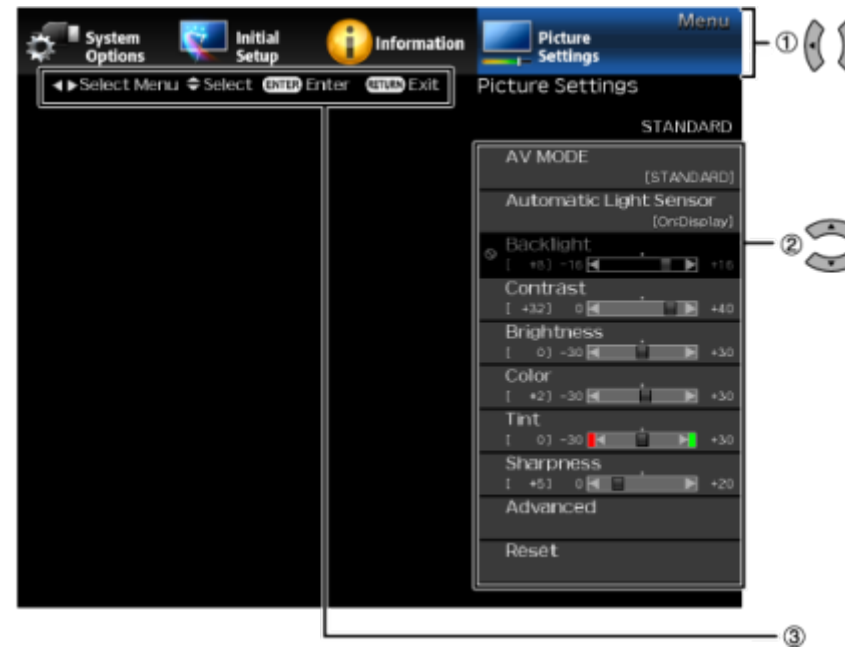 Menu
System Options
Initial Setup
Information
Picture Settings
①
◄►Select Menu ◆Select ENTER Enter RETURN Exit
Picture Settings
STANDARD
AV MODE
[STANDARD]
Automatic Light Sensor
[On:Display]
②
Backlight
[ +8] -16 +16
Contrast
[ +32] 0 +40
Brightness
[ 0] -30 +30
Color
[ +2] -30 +30
Tint
[ 0] -30 +30
Sharpness
[ +5] 0 +20
Advanced
Reset
③